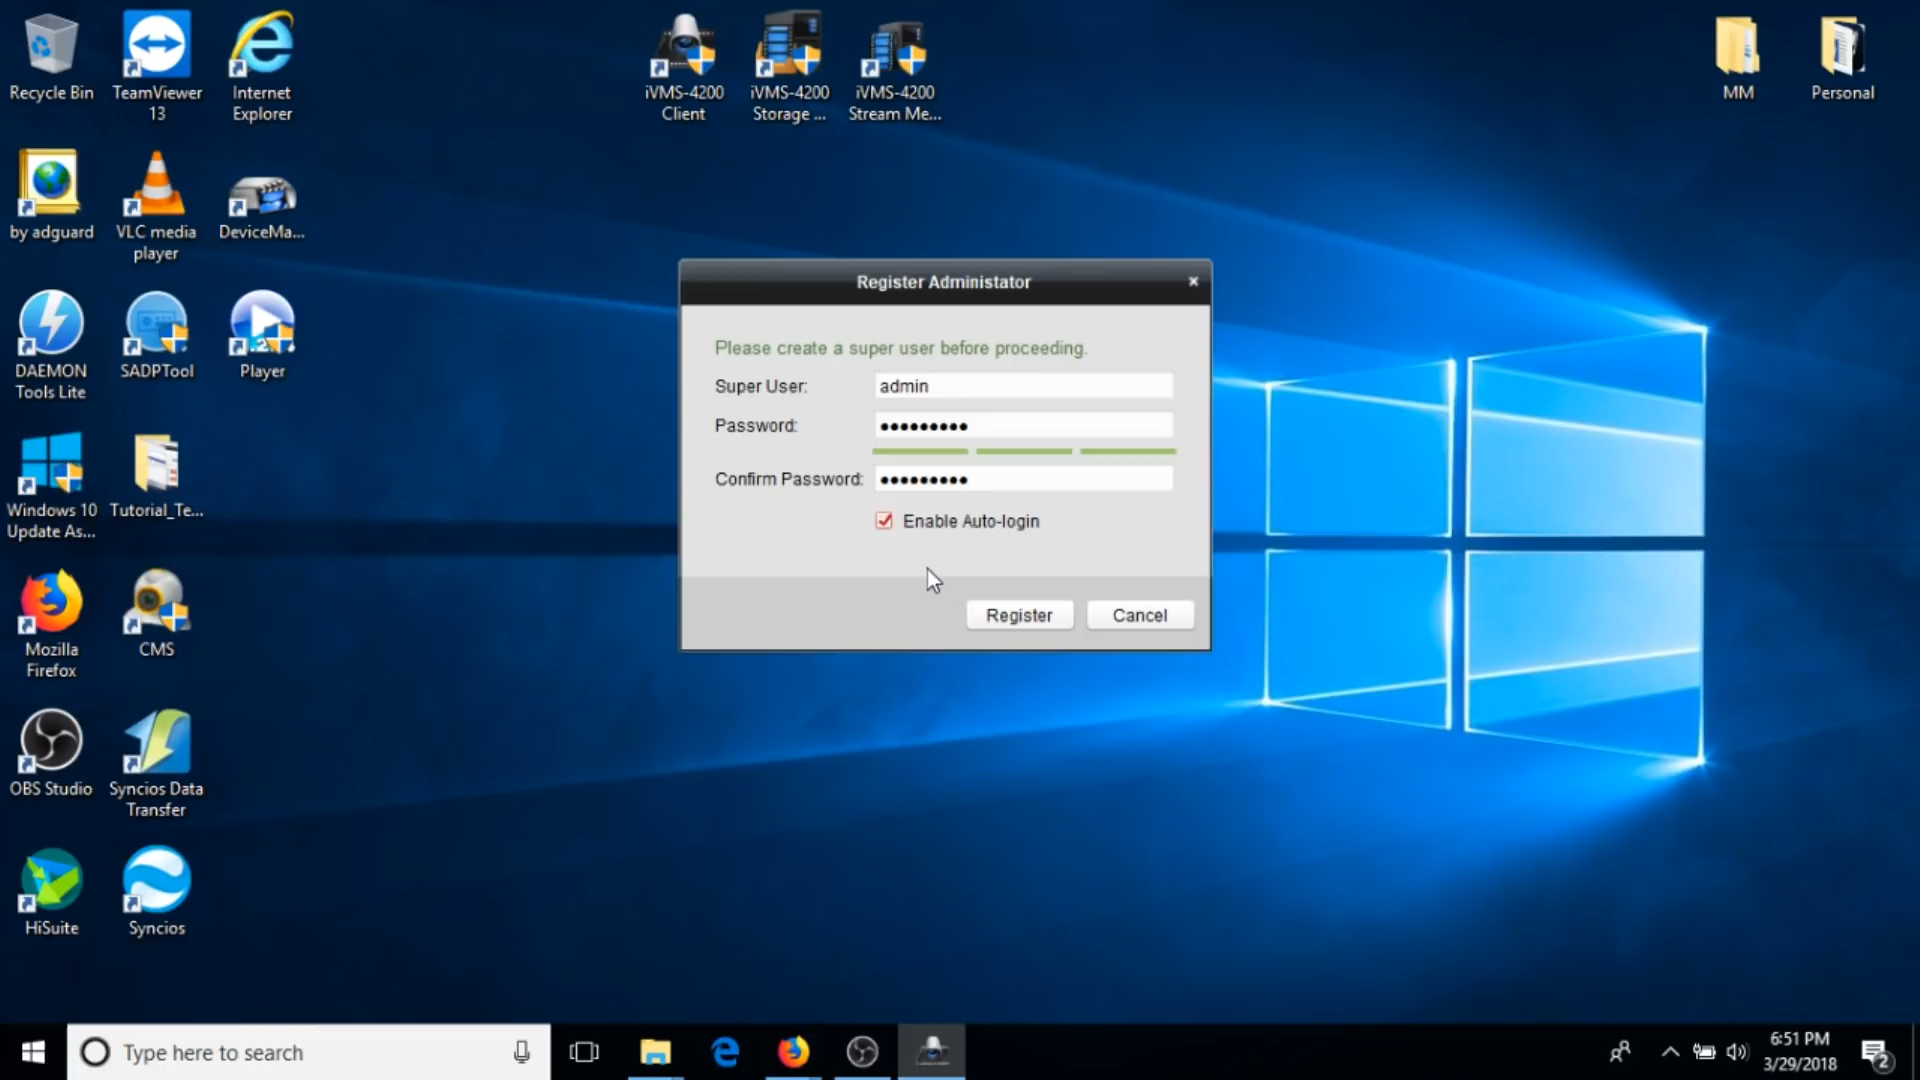 Recycle Bin
TeamViewer
13
Internet
Explorer
iVMS-4200
Client
iVMS-4200
Storage ...
iVMS-4200
Stream Me...
MM
Personal
by adguard
VLC media
player
DeviceMa...
DAEMON
Tools Lite
SADPTool
Player
Windows 10
Update As...
Tutorial_Te...
Mozilla
Firefox
CMS
OBS Studio
Syncios Data
Transfer
HiSuite
Syncios
Register Administator
Please create a super user before proceeding.
Super User: admin
Password: •••••••••
Confirm Password: •••••••••
Enable Auto-login
Register
Cancel
Type here to search
6:51 PM
3/29/2018
2